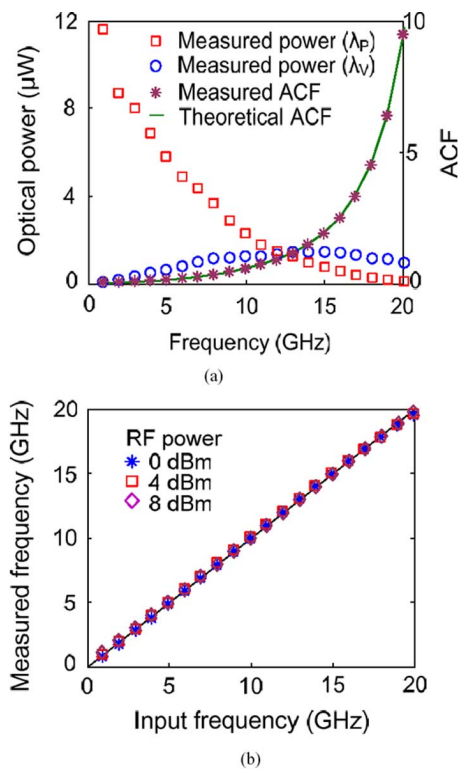 12
8
4
0
Optical power (µW)
Measured power (λP)
Measured power (λV)
Measured ACF
Theoretical ACF
10
5
0
ACF
0 5 10 15 20
Frequency (GHz)
(a)
20
15
10
5
0
Measured frequency (GHz)
RF power
0 dBm
4 dBm
8 dBm
0 5 10 15 20
Input frequency (GHz)
(b)